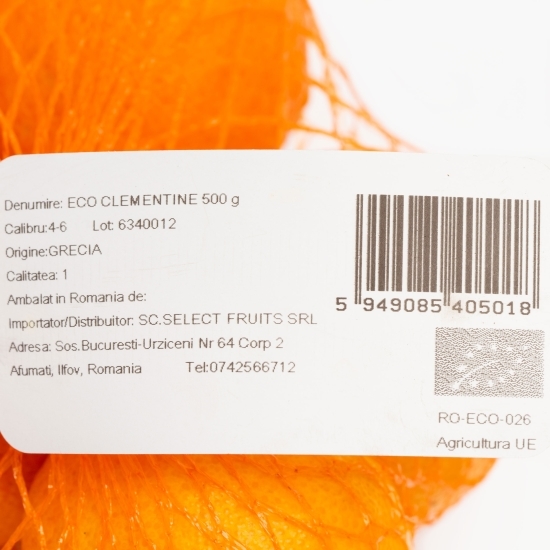 Denumire: ECO CLEMENTINE 500 g
Calibru:4-6 Lot: 6340012
Origine:GRECIA
Calitatea: 1
Ambalat in Romania de:
Importator/Distribuitor: SC.SELECT FRUITS SRL
Adresa: Sos.Bucuresti-Urziceni Nr 64 Corp 2
Afumati, Ilfov, Romania Tel:0742566712
5 949085 405018
RO-ECO-026
Agricultura UE